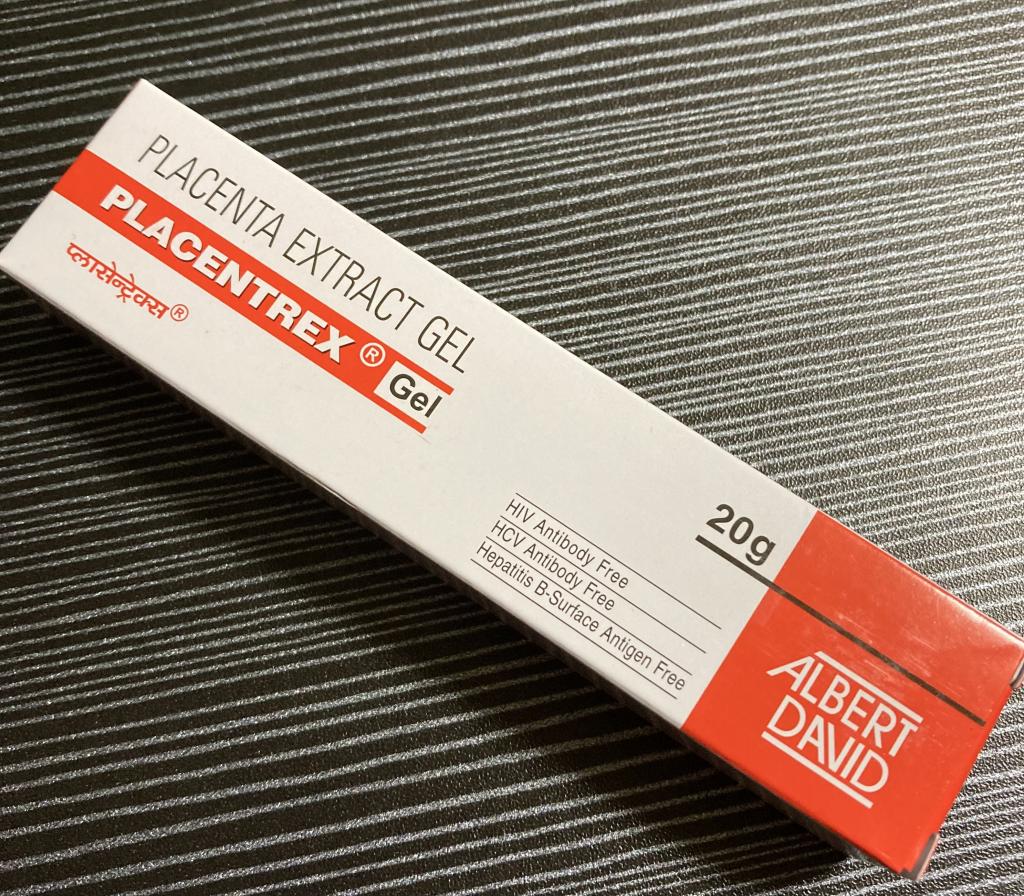 PLACENTA EXTRACT GEL
PLACENTREX® Gel
प्लासेन्ट्रेक्स®
20g
HIV Antibody Free
HCV Antibody Free
Hepatitis B-Surface Antigen Free
ALBERT
DAVID